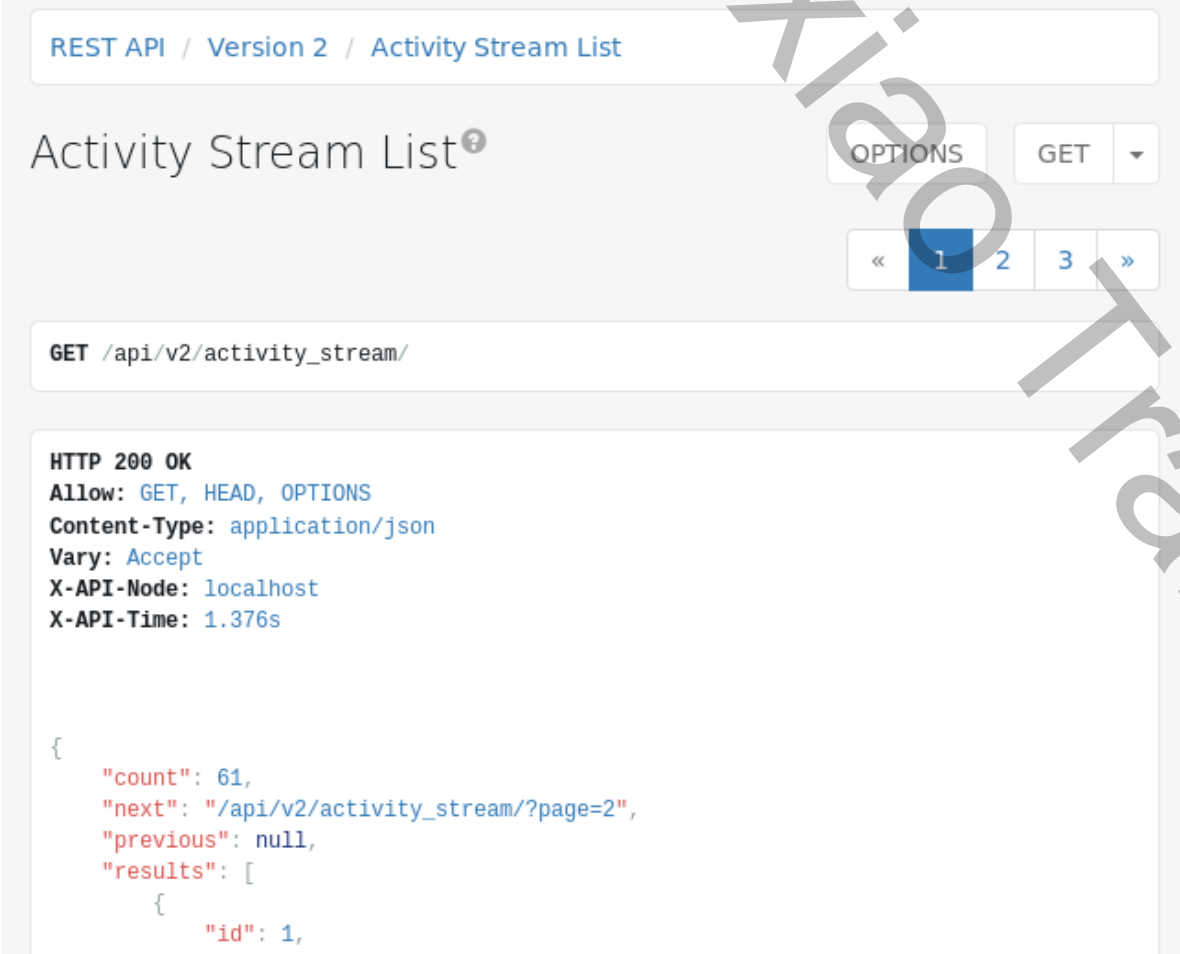 REST API / Version 2 / Activity Stream List
Activity Stream List?
OPTIONS GET
« 1 2 3 »
GET /api/v2/activity_stream/
HTTP 200 OK
Allow: GET, HEAD, OPTIONS
Content-Type: application/json
Vary: Accept
X-API-Node: localhost
X-API-Time: 1.376s
{
"count": 61,
"next": "/api/v2/activity_stream/?page=2",
"previous": null,
"results": [
{
"id": 1,